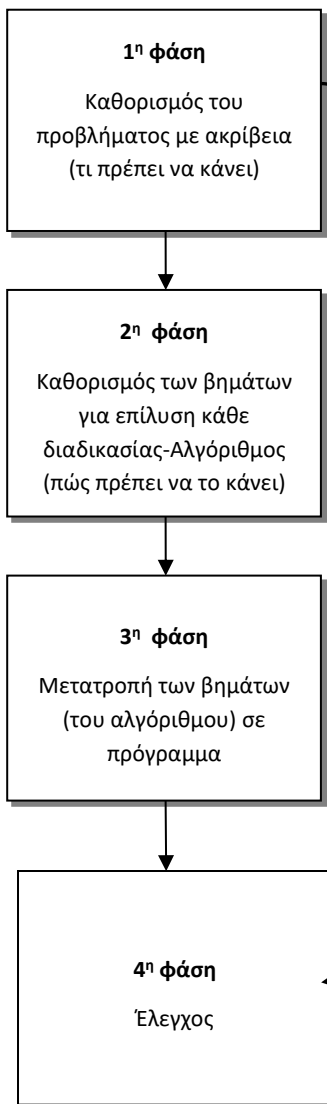 1η φάση
Καθορισμός του
προβλήματος με ακρίβεια
(τι πρέπει να κάνει)
2η φάση
Καθορισμός των βημάτων
για επίλυση κάθε
διαδικασίας-Αλγόριθμος
(πώς πρέπει να το κάνει)
3η φάση
Μετατροπή των βημάτων
(του αλγόριθμου) σε
πρόγραμμα
4η φάση
Έλεγχος